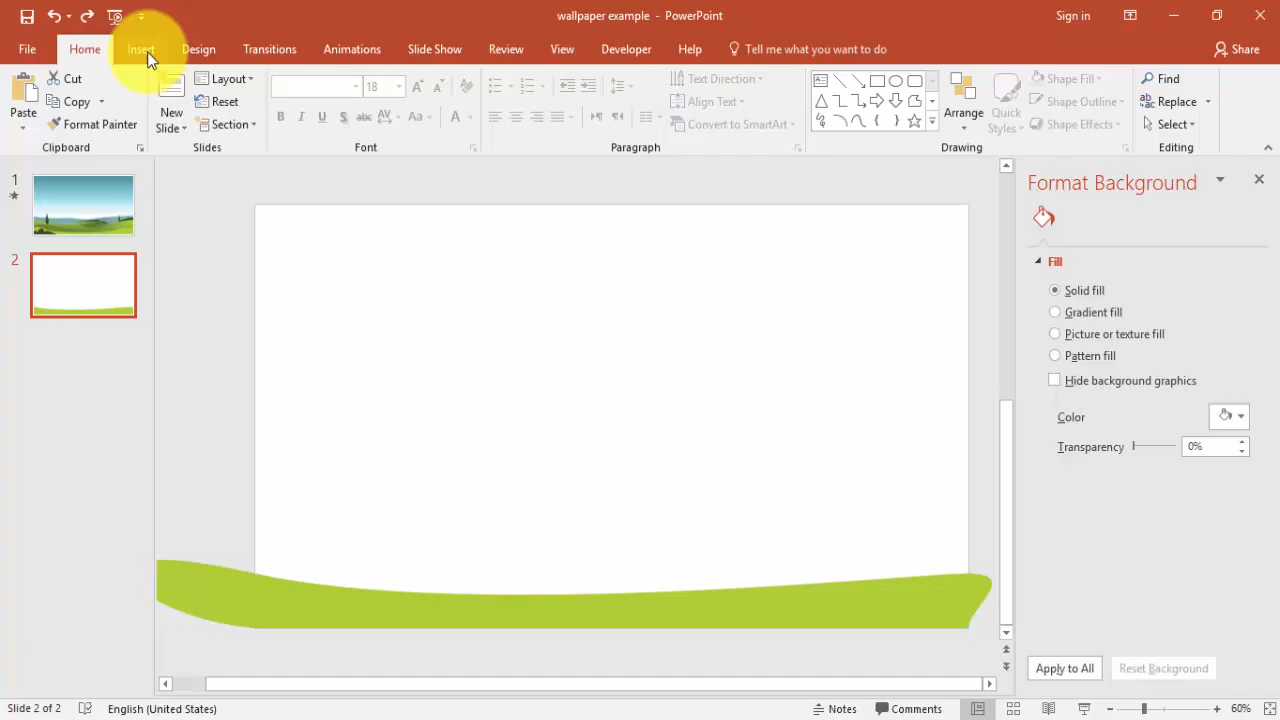 wallpaper example - PowerPoint
Sign in
File Home Insert Design Transitions Animations Slide Show Review View Developer Help Tell me what you want to do Share
Paste
Cut
Copy
Format Painter
Clipboard
New
Slide
Layout
Reset
Section
Slides
18
B I U S abc AV Aa A
Font
Paragraph
Text Direction
Align Text
Convert to SmartArt
Arrange
Quick
Styles
Shape Fill
Shape Outline
Shape Effects
Drawing
Find
Replace
Select
Editing
1
2
Format Background
Fill
Solid fill
Gradient fill
Picture or texture fill
Pattern fill
Hide background graphics
Color
Transparency 0%
Apply to All Reset Background
Slide 2 of 2 English (United States) Notes Comments 60%